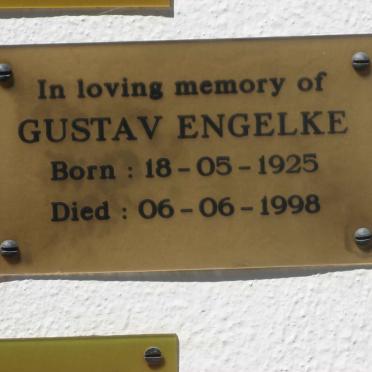 In loving memory of
GUSTAV ENGELKE
Born : 18 - 05 - 1925
Died : 06 - 06 - 1998